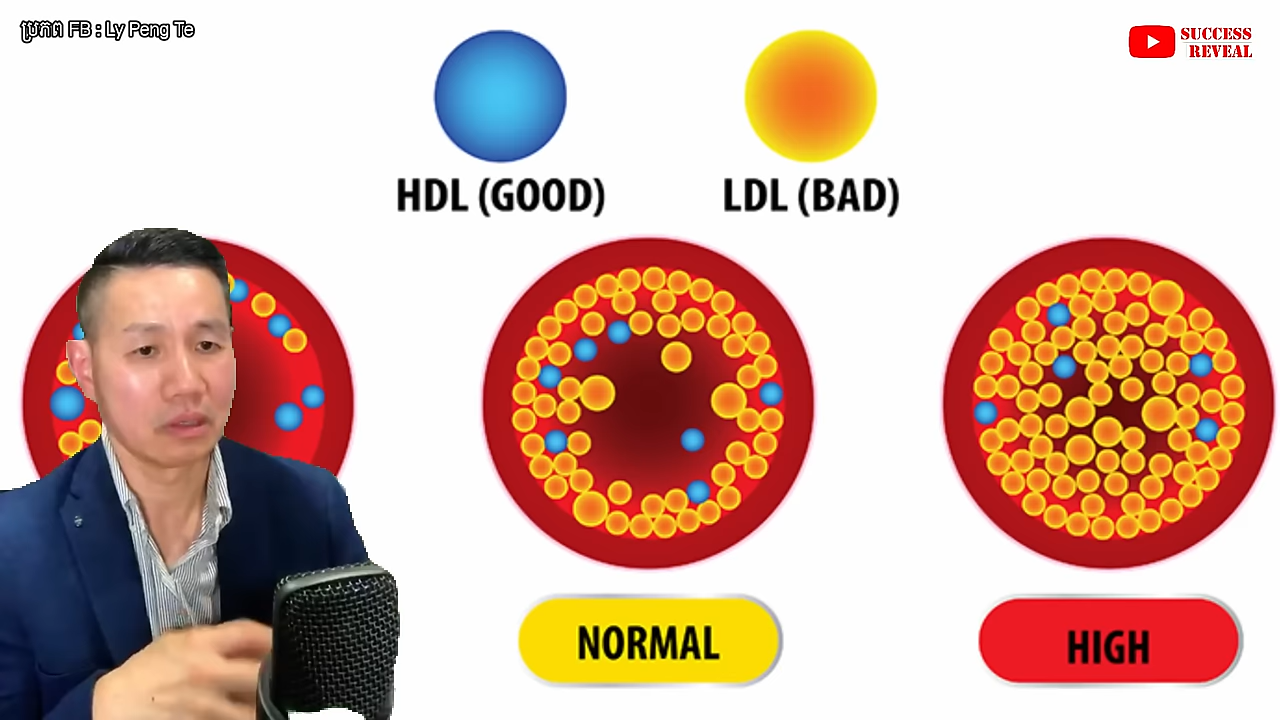 ប្រភព FB : Ly Peng Te
SUCCESS
REVEAL
HDL (GOOD)
LDL (BAD)
NORMAL
HIGH